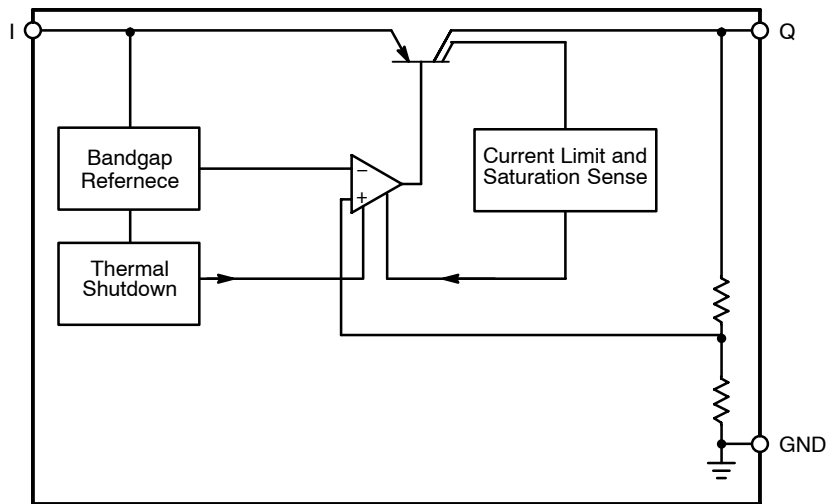 I
Q
Bandgap
Refernece
−
+
Current Limit and
Saturation Sense
Thermal
Shutdown
GND